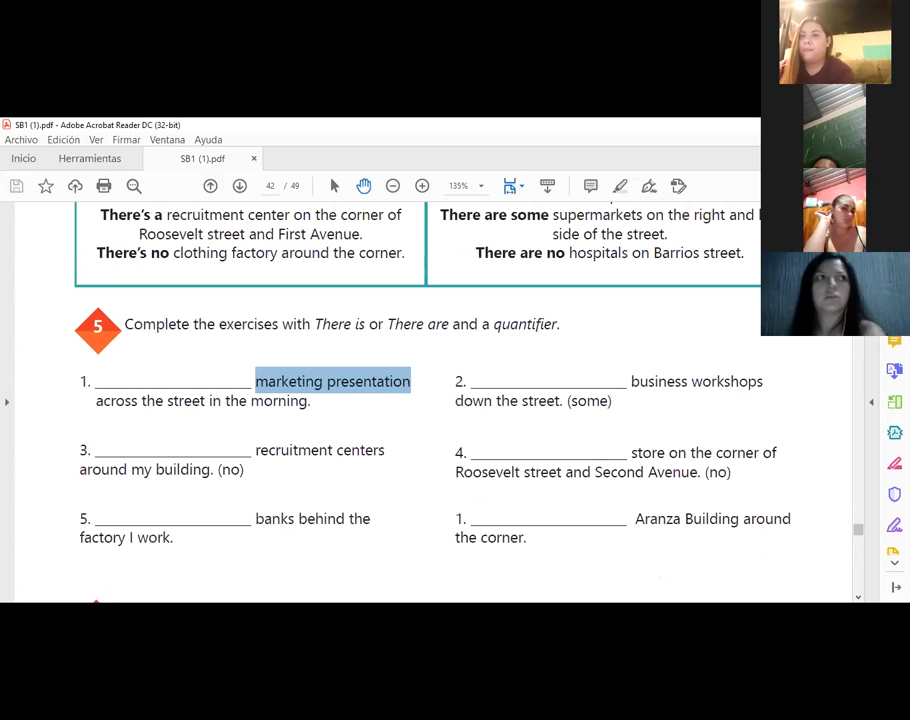 SB1 (1).pdf - Adobe Acrobat Reader DC (32-bit)
Archivo Edición Ver Firmar Ventana Ayuda
Inicio Herramientas SB1 (1).pdf ×
42 / 49 135%
There's a recruitment center on the corner of
Roosevelt street and First Avenue.
There's no clothing factory around the corner.
There are some supermarkets on the right and
side of the street.
There are no hospitals on Barrios street.
5 Complete the exercises with There is or There are and a quantifier.
1. ____________________ marketing presentation
across the street in the morning.
2. ____________________ business workshops
down the street. (some)
3. ____________________ recruitment centers
around my building. (no)
4. ____________________ store on the corner of
Roosevelt street and Second Avenue. (no)
5. ____________________ banks behind the
factory I work.
1. ____________________ Aranza Building around
the corner.